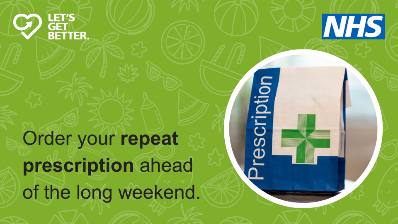 LET'S
GET
BETTER.
NHS
Order your repeat
prescription ahead
of the long weekend.
Prescription